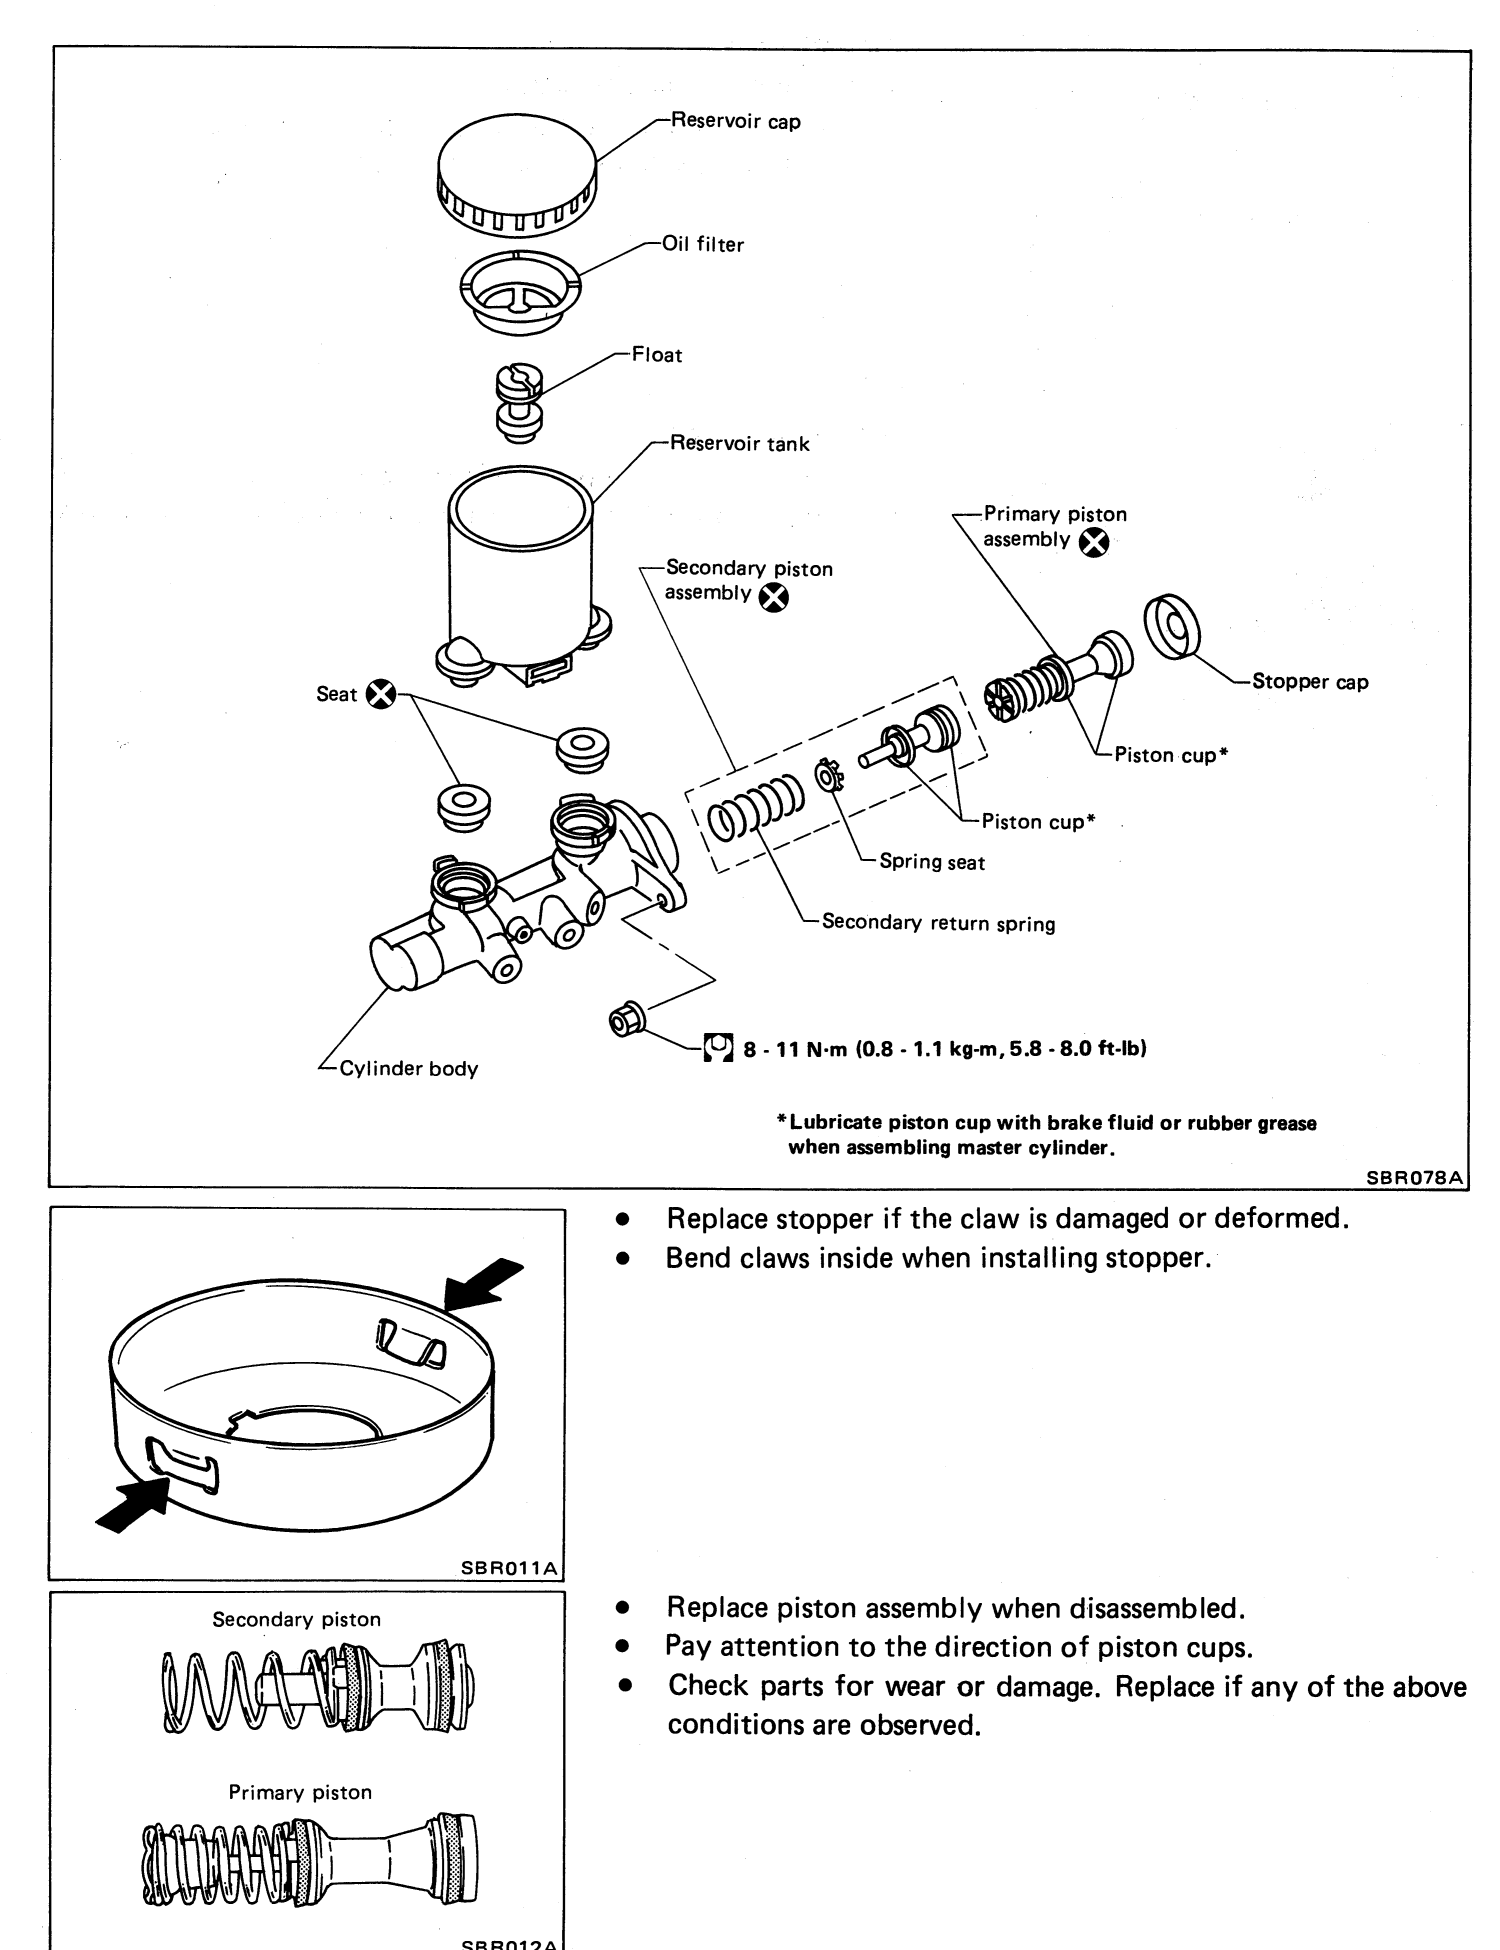 Reservoir cap
Oil filter
Float
Reservoir tank
Primary piston
assembly
Secondary piston
assembly
Seat
Stopper cap
Piston cup*
Piston cup*
Spring seat
Secondary return spring
8 - 11 N·m (0.8 - 1.1 kg-m, 5.8 - 8.0 ft-lb)
Cylinder body
*Lubricate piston cup with brake fluid or rubber grease
when assembling master cylinder.
SBR078A
● Replace stopper if the claw is damaged or deformed.
● Bend claws inside when installing stopper.
SBR011A
Secondary piston
Primary piston
SBR012A
● Replace piston assembly when disassembled.
● Pay attention to the direction of piston cups.
● Check parts for wear or damage. Replace if any of the above
conditions are observed.